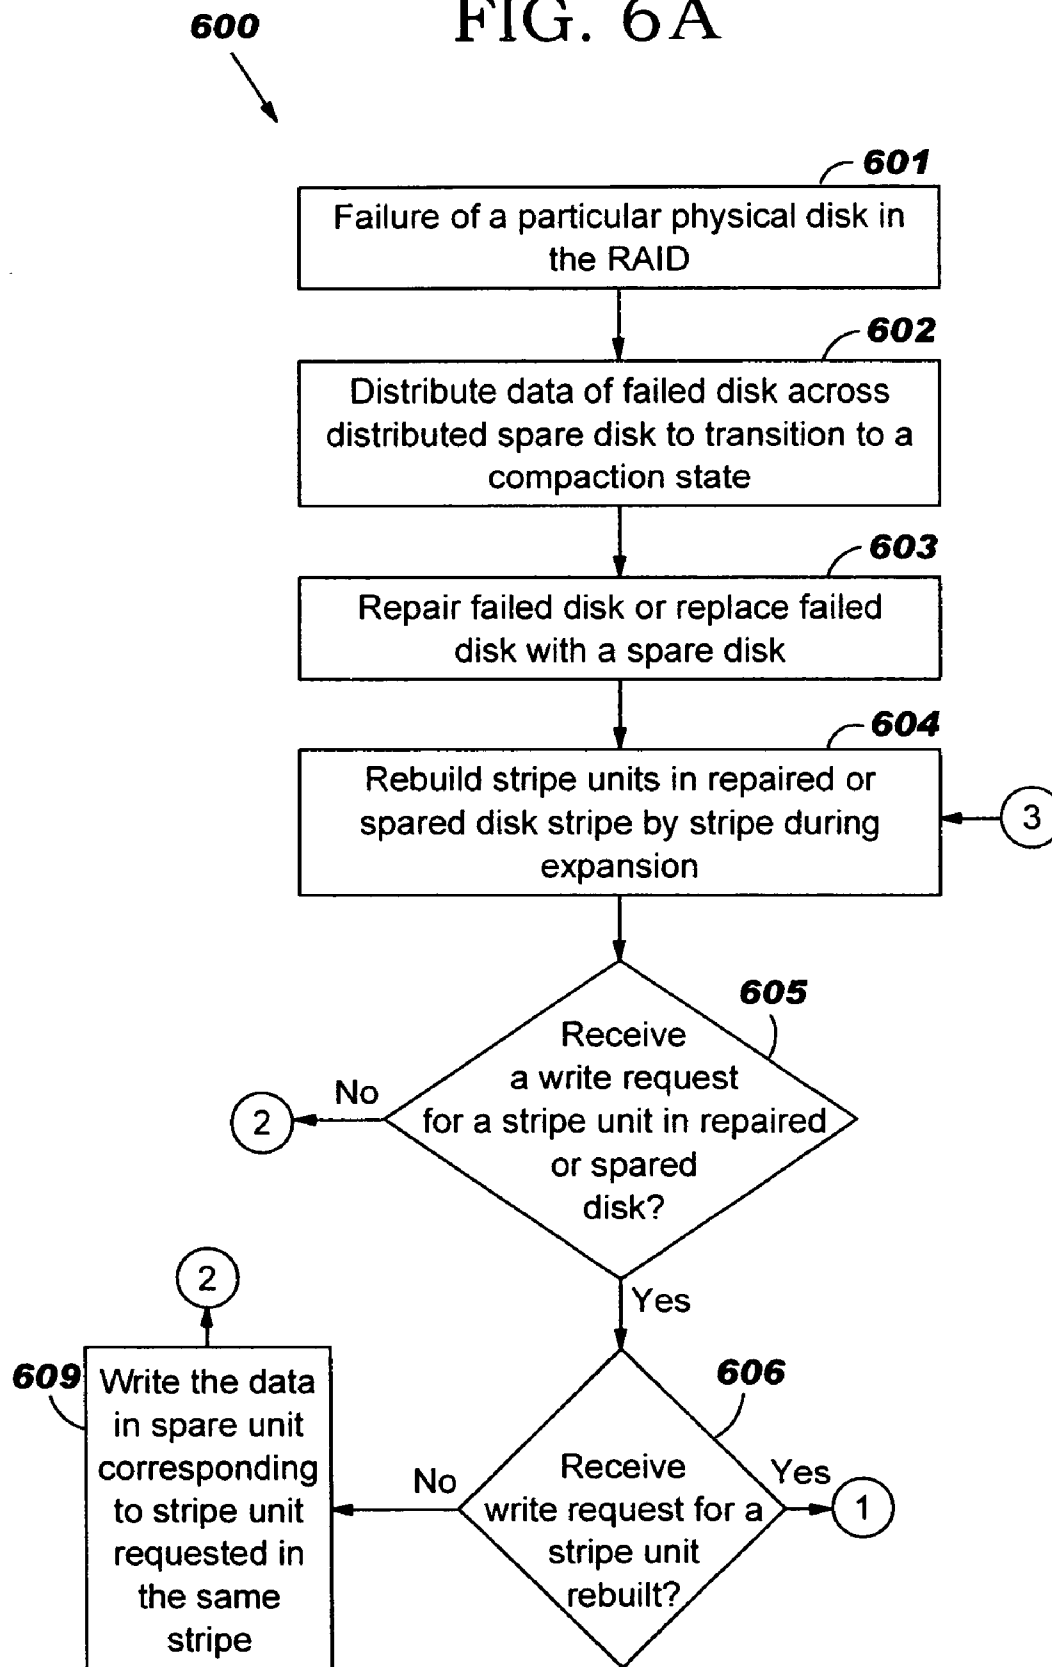 FIG. 6A
600
601
Failure of a particular physical disk in
the RAID
602
Distribute data of failed disk across
distributed spare disk to transition to a
compaction state
603
Repair failed disk or replace failed
disk with a spare disk
604
Rebuild stripe units in repaired or
spared disk stripe by stripe during
expansion
3
605
Receive
a write request
for a stripe unit in repaired
or spared
disk?
No
2
Yes
2
606
Receive
write request for a
stripe unit
rebuilt?
Yes
1
No
609
Write the data
in spare unit
corresponding
to stripe unit
requested in
the same
stripe